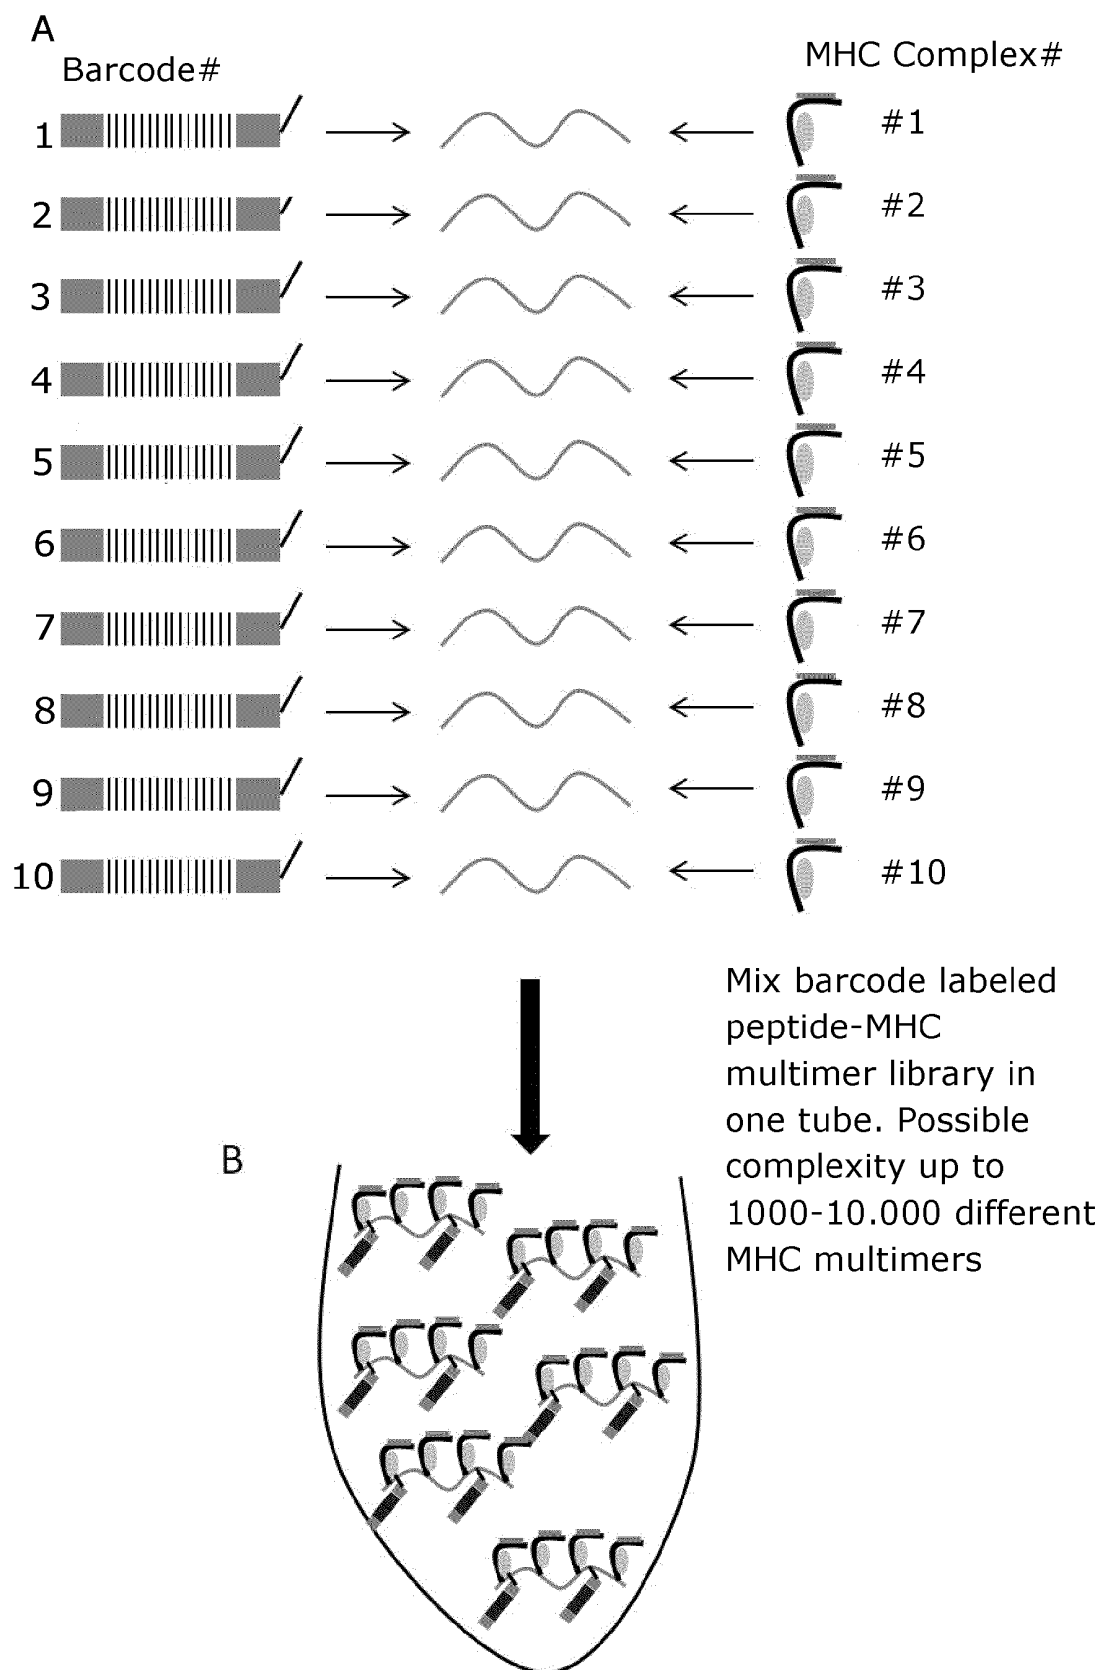 A
Barcode#
MHC Complex#
1 #1
2 #2
3 #3
4 #4
5 #5
6 #6
7 #7
8 #8
9 #9
10 #10
Mix barcode labeled
peptide-MHC
multimer library in
one tube. Possible
complexity up to
1000-10.000 different
MHC multimers
B